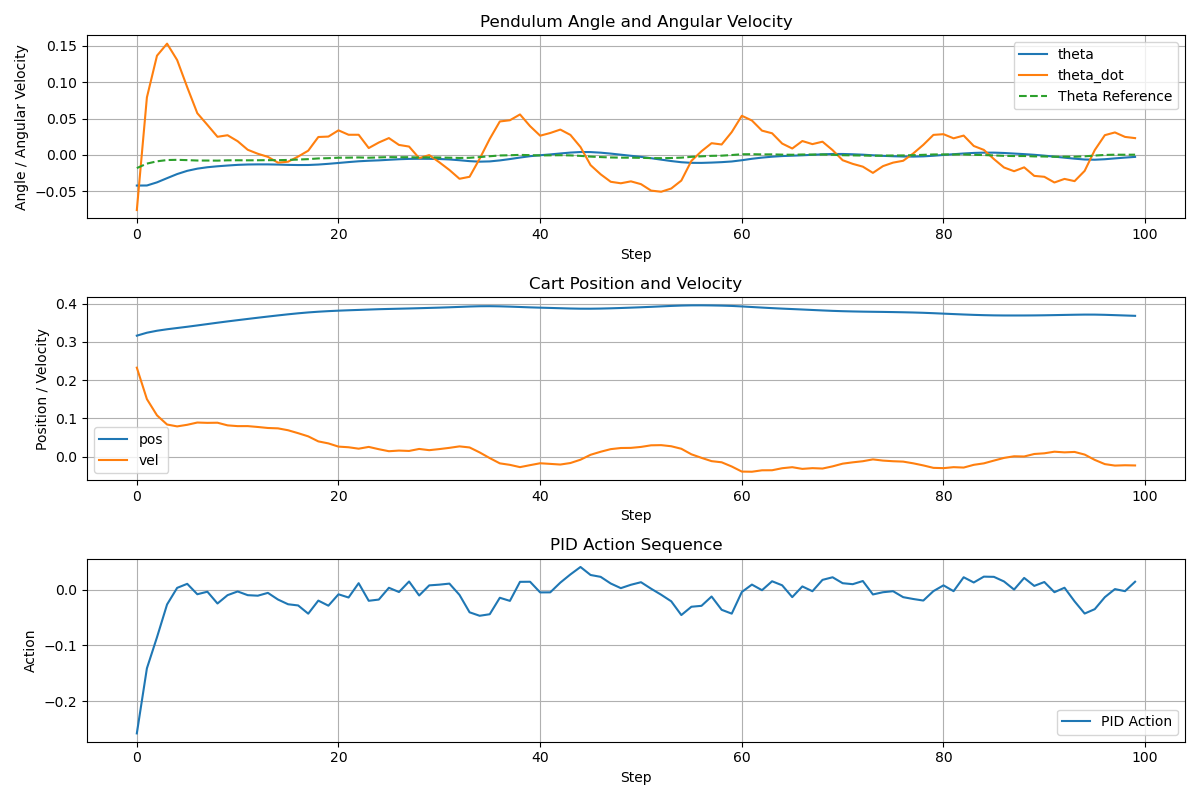 Pendulum Angle and Angular Velocity
Angle / Angular Velocity
0.15
0.10
0.05
0.00
−0.05
theta
theta_dot
Theta Reference
0 20 40 60 80 100
Step
Cart Position and Velocity
Position / Velocity
0.4
0.3
0.2
0.1
0.0
pos
vel
0 20 40 60 80 100
Step
PID Action Sequence
Action
0.0
−0.1
−0.2
PID Action
0 20 40 60 80 100
Step